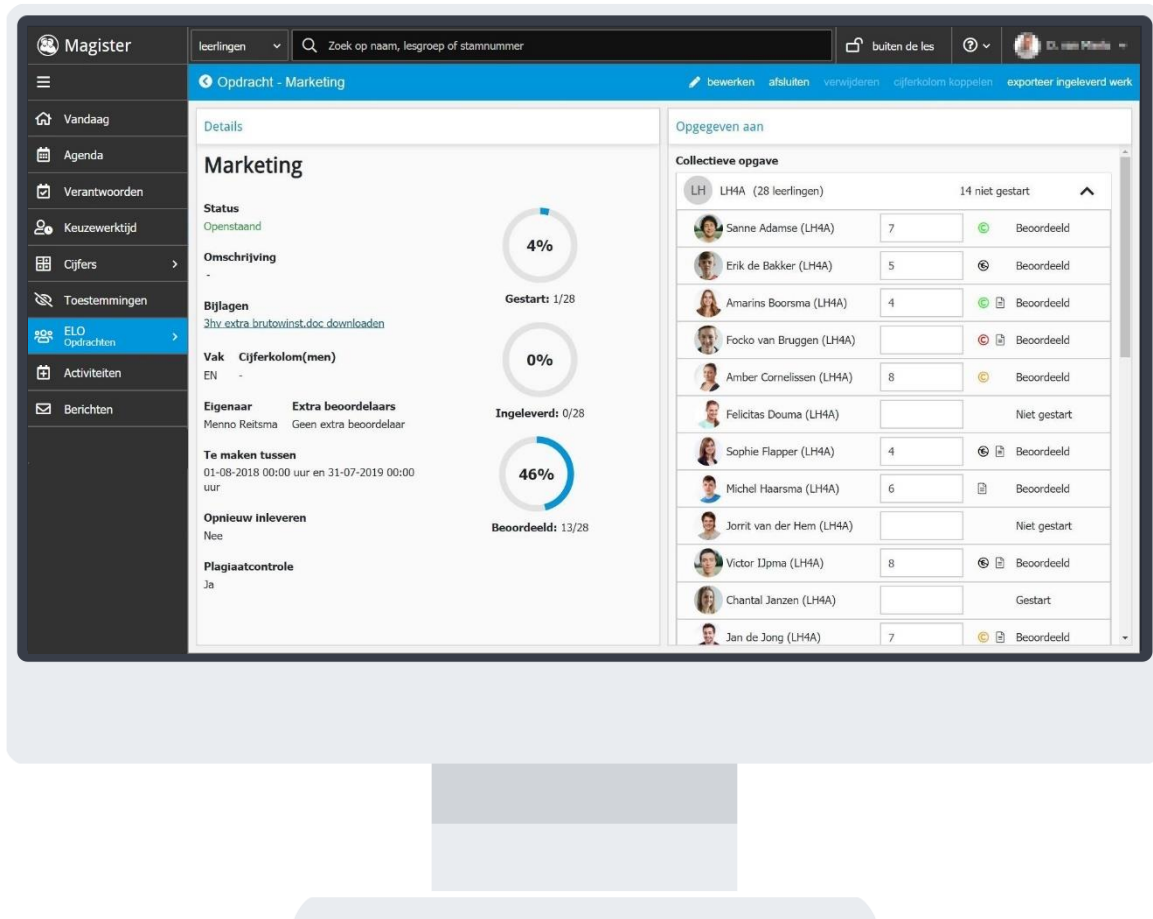 Magister
leerlingen
Zoek op naam, lesgroep of stamnummer
buiten de les
Opdracht - Marketing
bewerken afsluiten verwijderen cijferkolom koppelen exporteer ingeleverd werk
Vandaag
Agenda
Verantwoorden
Keuzewerktijd
Cijfers
Toestemmingen
ELO
Opdrachten
Activiteiten
Berichten
Details
Marketing
Status
Openstaand
Omschrijving
-
Bijlagen
3hv extra brutowinst.doc downloaden
Vak Cijferkolom(men)
EN -
Eigenaar Extra beoordelaars
Menno Reitsma Geen extra beoordelaar
Te maken tussen
01-08-2018 00:00 uur en 31-07-2019 00:00
uur
Opnieuw inleveren
Nee
Plagiaatcontrole
Ja
4%
Gestart: 1/28
0%
Ingeleverd: 0/28
46%
Beoordeeld: 13/28
Opgegeven aan
Collectieve opgave
LH LH4A (28 leerlingen) 14 niet gestart
Sanne Adamse (LH4A) 7 © Beoordeeld
Erik de Bakker (LH4A) 5 Beoordeeld
Amarins Boorsma (LH4A) 4 © Beoordeeld
Focko van Bruggen (LH4A) © Beoordeeld
Amber Cornelissen (LH4A) 8 © Beoordeeld
Felicitas Douma (LH4A) Niet gestart
Sophie Flapper (LH4A) 4 Beoordeeld
Michel Haarsma (LH4A) 6 Beoordeeld
Jorrit van der Hem (LH4A) Niet gestart
Victor IJpma (LH4A) 8 Beoordeeld
Chantal Janzen (LH4A) Gestart
Jan de Jong (LH4A) 7 © Beoordeeld